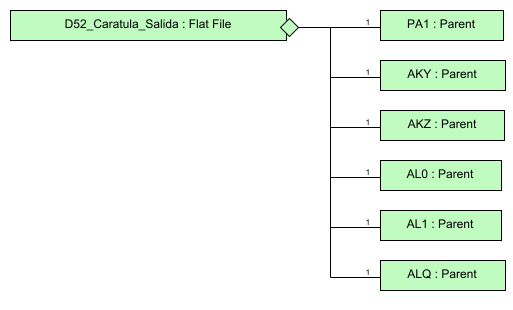 D52_Caratula_Salida : Flat File
1
PA1 : Parent
1
AKY : Parent
1
AKZ : Parent
1
AL0 : Parent
1
AL1 : Parent
1
ALQ : Parent